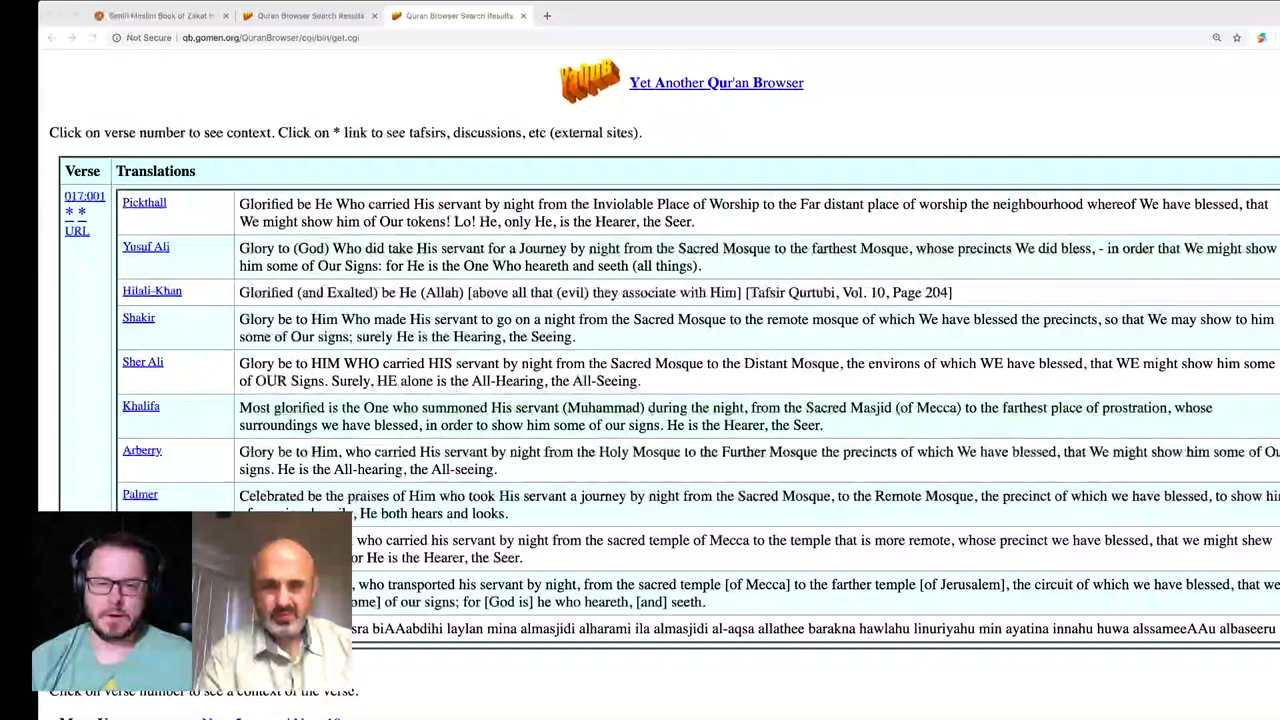 Quran Browser Search Results
Quran Browser Search Results
Not Secure
qb.gomen.org/QuranBrowser/cgi/bin/get.cgi
YaQuB
Yet Another Qur'an Browser
Click on verse number to see context. Click on * link to see tafsirs, discussions, etc (external sites).
Verse
Translations
017:001
* *
URL
Pickthall
Glorified be He Who carried His servant by night from the Inviolable Place of Worship to the Far distant place of worship the neighbourhood whereof We have blessed, that
We might show him of Our tokens! Lo! He, only He, is the Hearer, the Seer.
Yusuf Ali
Glory to (God) Who did take His servant for a Journey by night from the Sacred Mosque to the farthest Mosque, whose precincts We did bless, - in order that We might show
him some of Our Signs: for He is the One Who heareth and seeth (all things).
Hilali-Khan
Glorified (and Exalted) be He (Allah) [above all that (evil) they associate with Him] [Tafsir Qurtubi, Vol. 10, Page 204]
Shakir
Glory be to Him Who made His servant to go on a night from the Sacred Mosque to the remote mosque of which We have blessed the precincts, so that We may show to him
some of Our signs; surely He is the Hearing, the Seeing.
Sher Ali
Glory be to HIM WHO carried HIS servant by night from the Sacred Mosque to the Distant Mosque, the environs of which WE have blessed, that WE might show him some
of OUR Signs. Surely, HE alone is the All-Hearing, the All-Seeing.
Khalifa
Most glorified is the One who summoned His servant (Muhammad) during the night, from the Sacred Masjid (of Mecca) to the farthest place of prostration, whose
surroundings we have blessed, in order to show him some of our signs. He is the Hearer, the Seer.
Arberry
Glory be to Him, who carried His servant by night from the Holy Mosque to the Further Mosque the precincts of which We have blessed, that We might show him some of
signs. He is the All-hearing, the All-seeing.
Palmer
Celebrated be the praises of Him who took His servant a journey by night from the Sacred Mosque, to the Remote Mosque, the precinct of which we have blessed, to show
He both hears and looks.
who carried his servant by night from the sacred temple of Mecca to the temple that is more remote, whose precinct we have blessed, that we might shew
He is the Hearer, the Seer.
who transported his servant by night, from the sacred temple [of Mecca] to the farther temple [of Jerusalem], the circuit of which we have blessed, that we
of our signs; for [God is] he who heareth, [and] seeth.
biAAabdihi laylan mina almasjidi alharami ila almasjidi al-aqsa allathee barakna hawlahu linuriyahu min ayatina innahu huwa alssameeAAu albaseeru
Click on verse number to see a context of the verse.